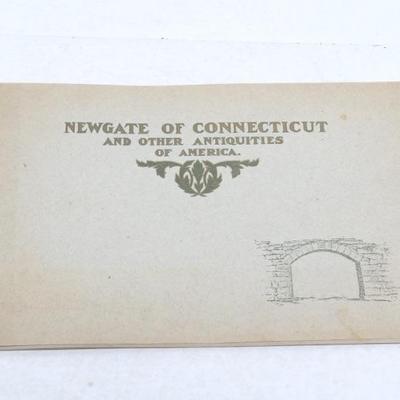 NEWGATE OF CONNECTICUT
AND OTHER ANTIQUITIES
OF AMERICA.